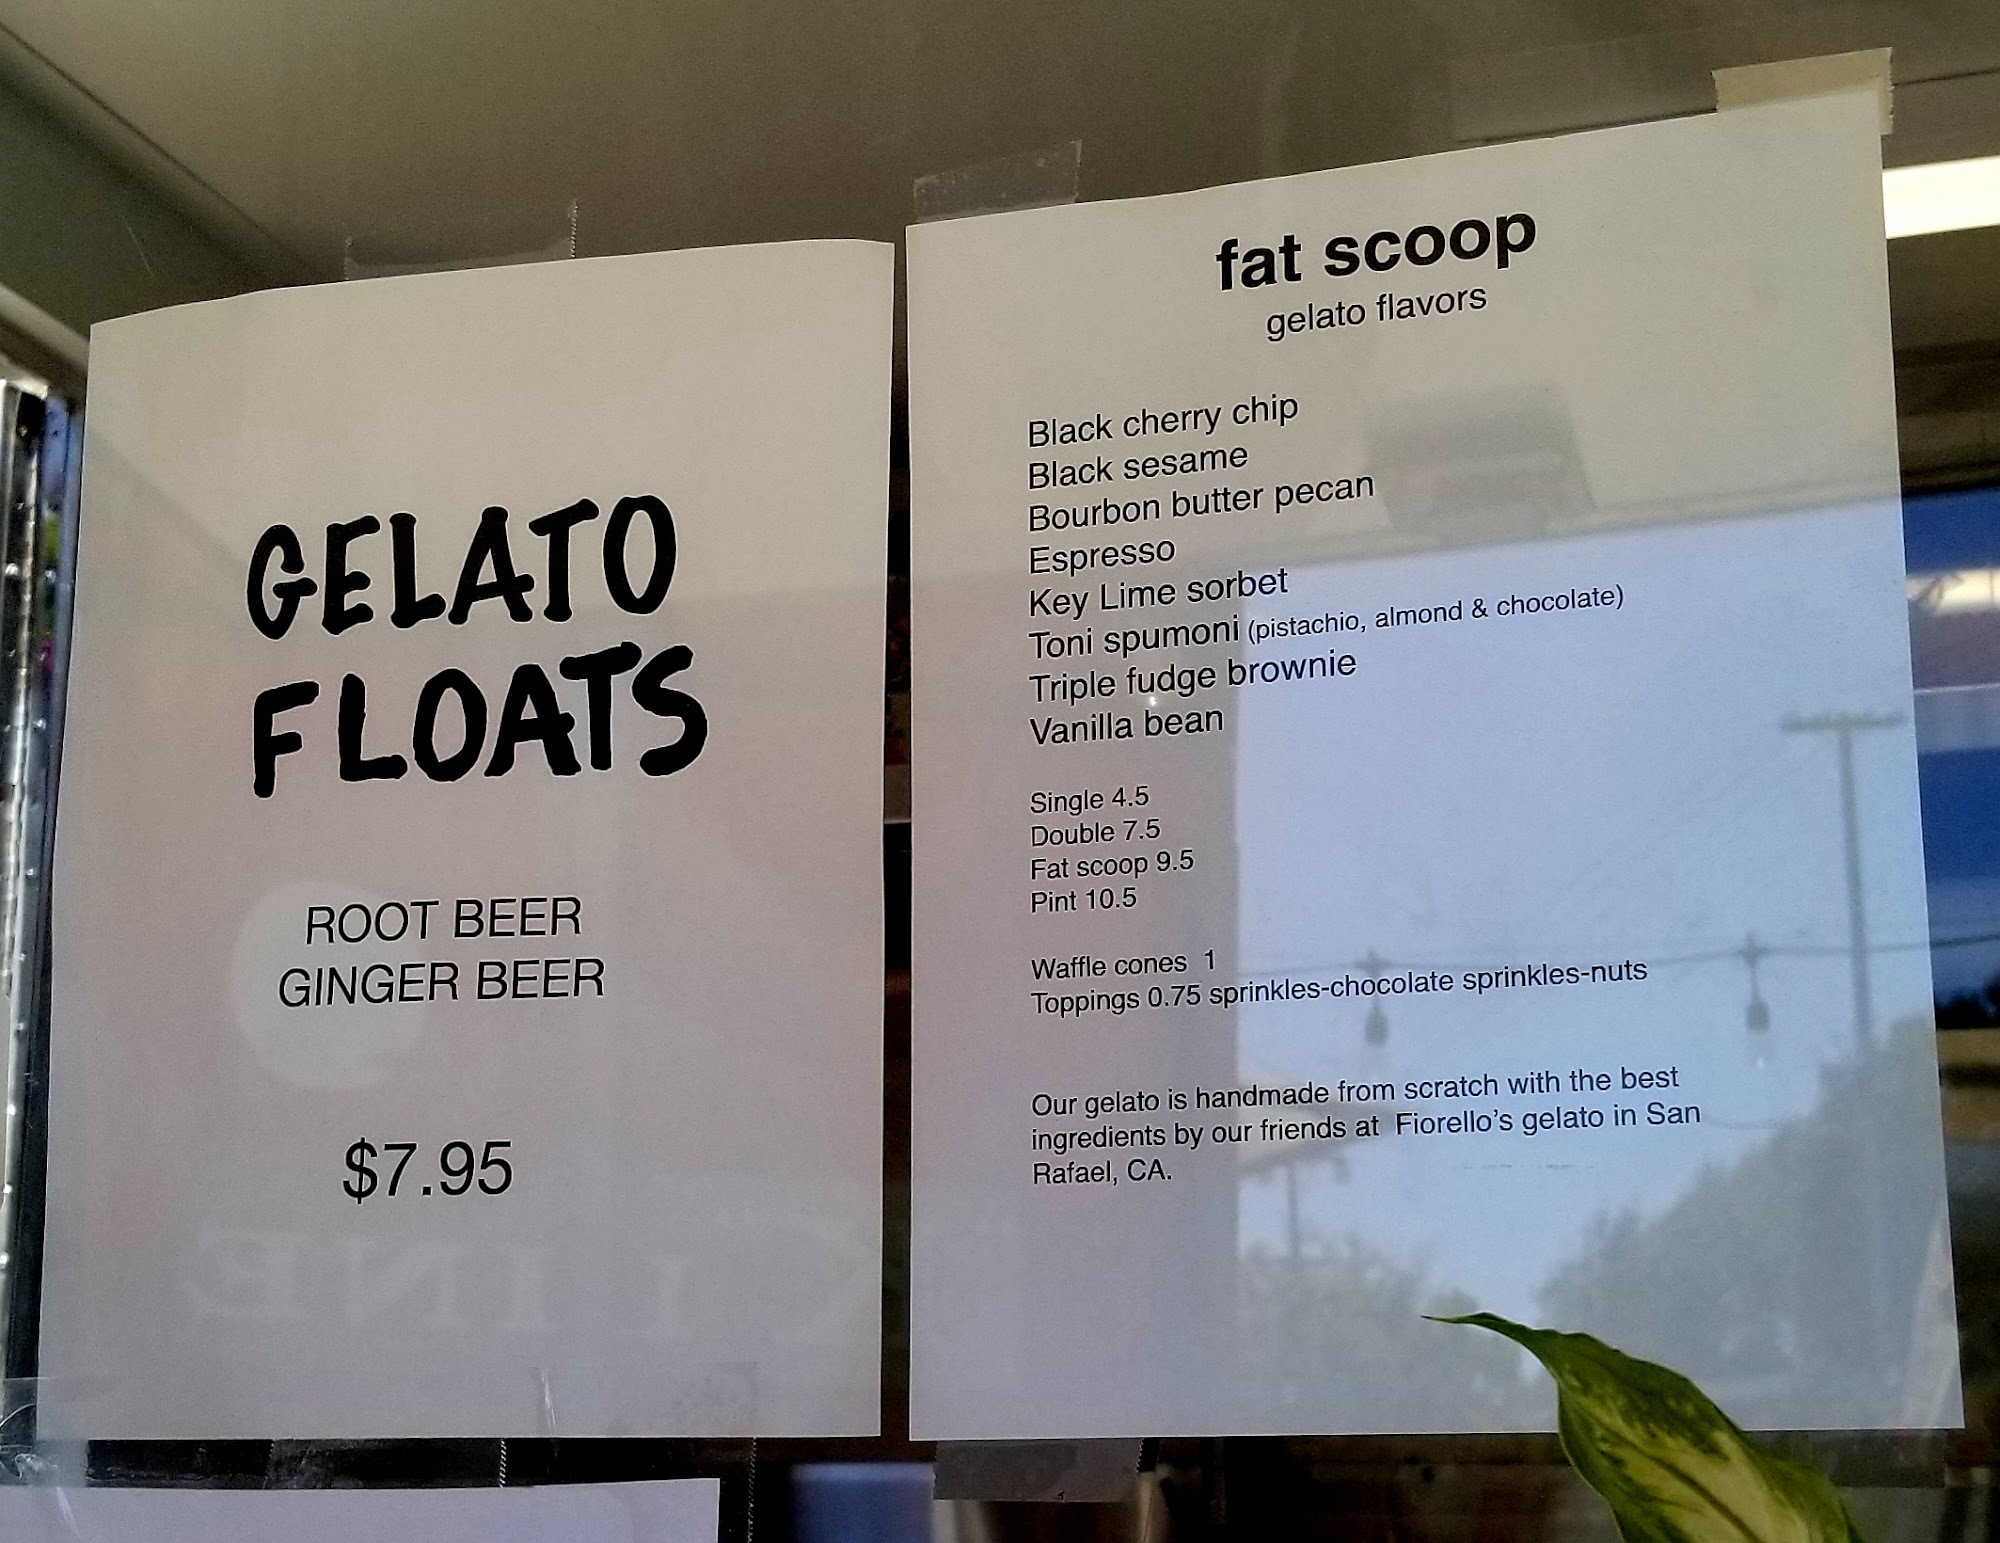 GELATO
FLOATS
ROOT BEER
GINGER BEER
$7.95
fat scoop
gelato flavors
Black cherry chip
Black sesame
Bourbon butter pecan
Espresso
Key Lime sorbet
Toni spumoni (pistachio, almond & chocolate)
Triple fudge brownie
Vanilla bean
Single 4.5
Double 7.5
Fat scoop 9.5
Pint 10.5
Waffle cones 1
Toppings 0.75 sprinkles-chocolate sprinkles-nuts
Our gelato is handmade from scratch with the best
ingredients by our friends at Fiorello’s gelato in San
Rafael, CA.